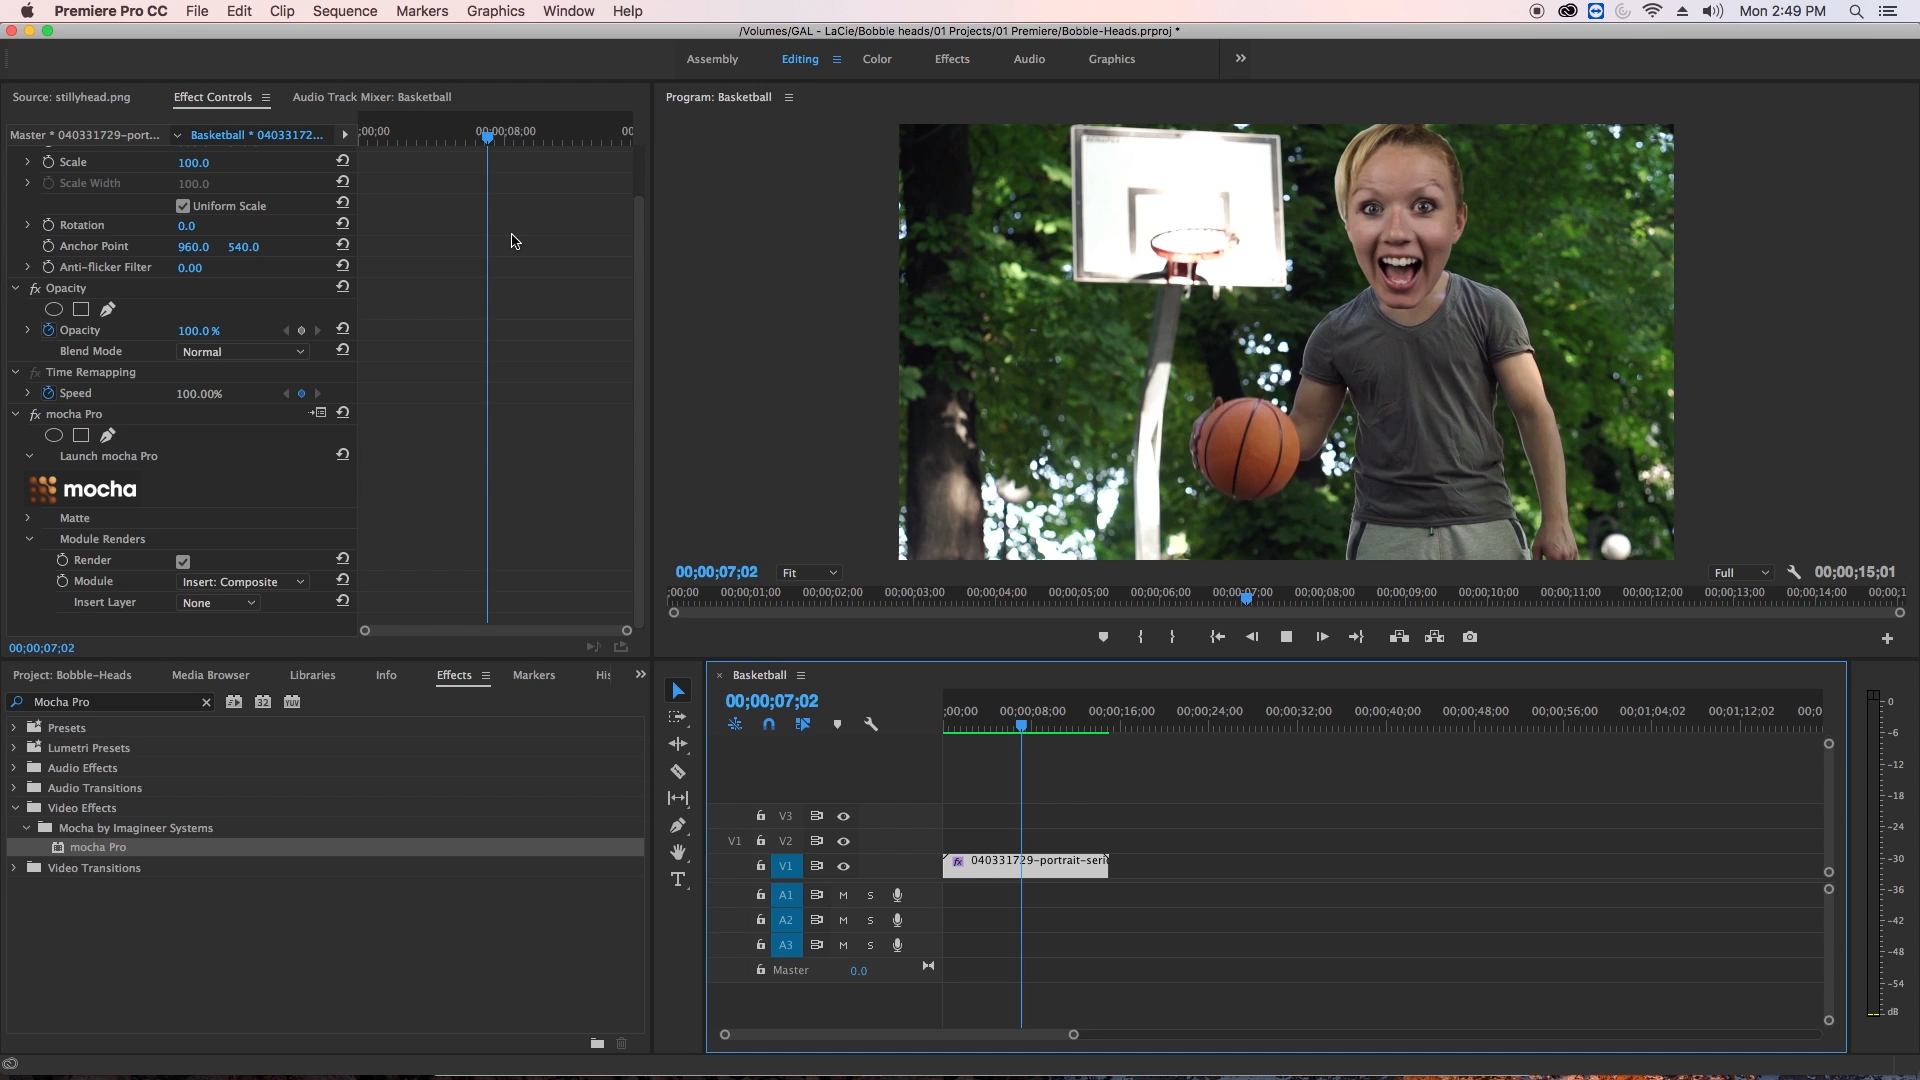 Premiere Pro CC File Edit Clip Sequence Markers Graphics Window Help Mon 2:49 PM
/Volumes/GAL - LaCie/Bobble heads/01 Projects/01 Premiere/Bobble-Heads.prproj *
Assembly Editing Color Effects Audio Graphics
Source: stillyhead.png Effect Controls Audio Track Mixer: Basketball
Program: Basketball
Master * 040331729-port... Basketball * 04033172...
;00;00 00;00;08;00 00
Scale 100.0
Scale Width 100.0
Uniform Scale
Rotation 0.0
Anchor Point 960.0 540.0
Anti-flicker Filter 0.00
fx Opacity
Opacity 100.0 %
Blend Mode Normal
fx Time Remapping
Speed 100.00%
fx mocha Pro
Launch mocha Pro
mocha
Matte
Module Renders
Render
Module Insert: Composite
Insert Layer None
00;00;07;02
00;00;07;02 Fit Full 00;00;15;01
;00;00 00;00;01;00 00;00;02;00 00;00;03;00 00;00;04;00 00;00;05;00 00;00;06;00 00;00;07;00 00;00;08;00 00;00;09;00 00;00;10;00 00;00;11;00 00;00;12;00 00;00;13;00 00;00;14;00 00;00;1
Project: Bobble-Heads Media Browser Libraries Info Effects Markers His
Mocha Pro 32 YUV
Presets
Lumetri Presets
Audio Effects
Audio Transitions
Video Effects
Mocha by Imagineer Systems
mocha Pro
Video Transitions
Basketball
00;00;07;02
;00;00 00;00;08;00 00;00;16;00 00;00;24;00 00;00;32;00 00;00;40;00 00;00;48;00 00;00;56;00 00;01;04;02 00;01;12;02 00;0
V3
V1 V2
V1 fx 040331729-portrait-seri
A1 M S
A2 M S
A3 M S
Master 0.0
0
-6
-12
-18
-24
-30
-36
-42
-48
-54
dB